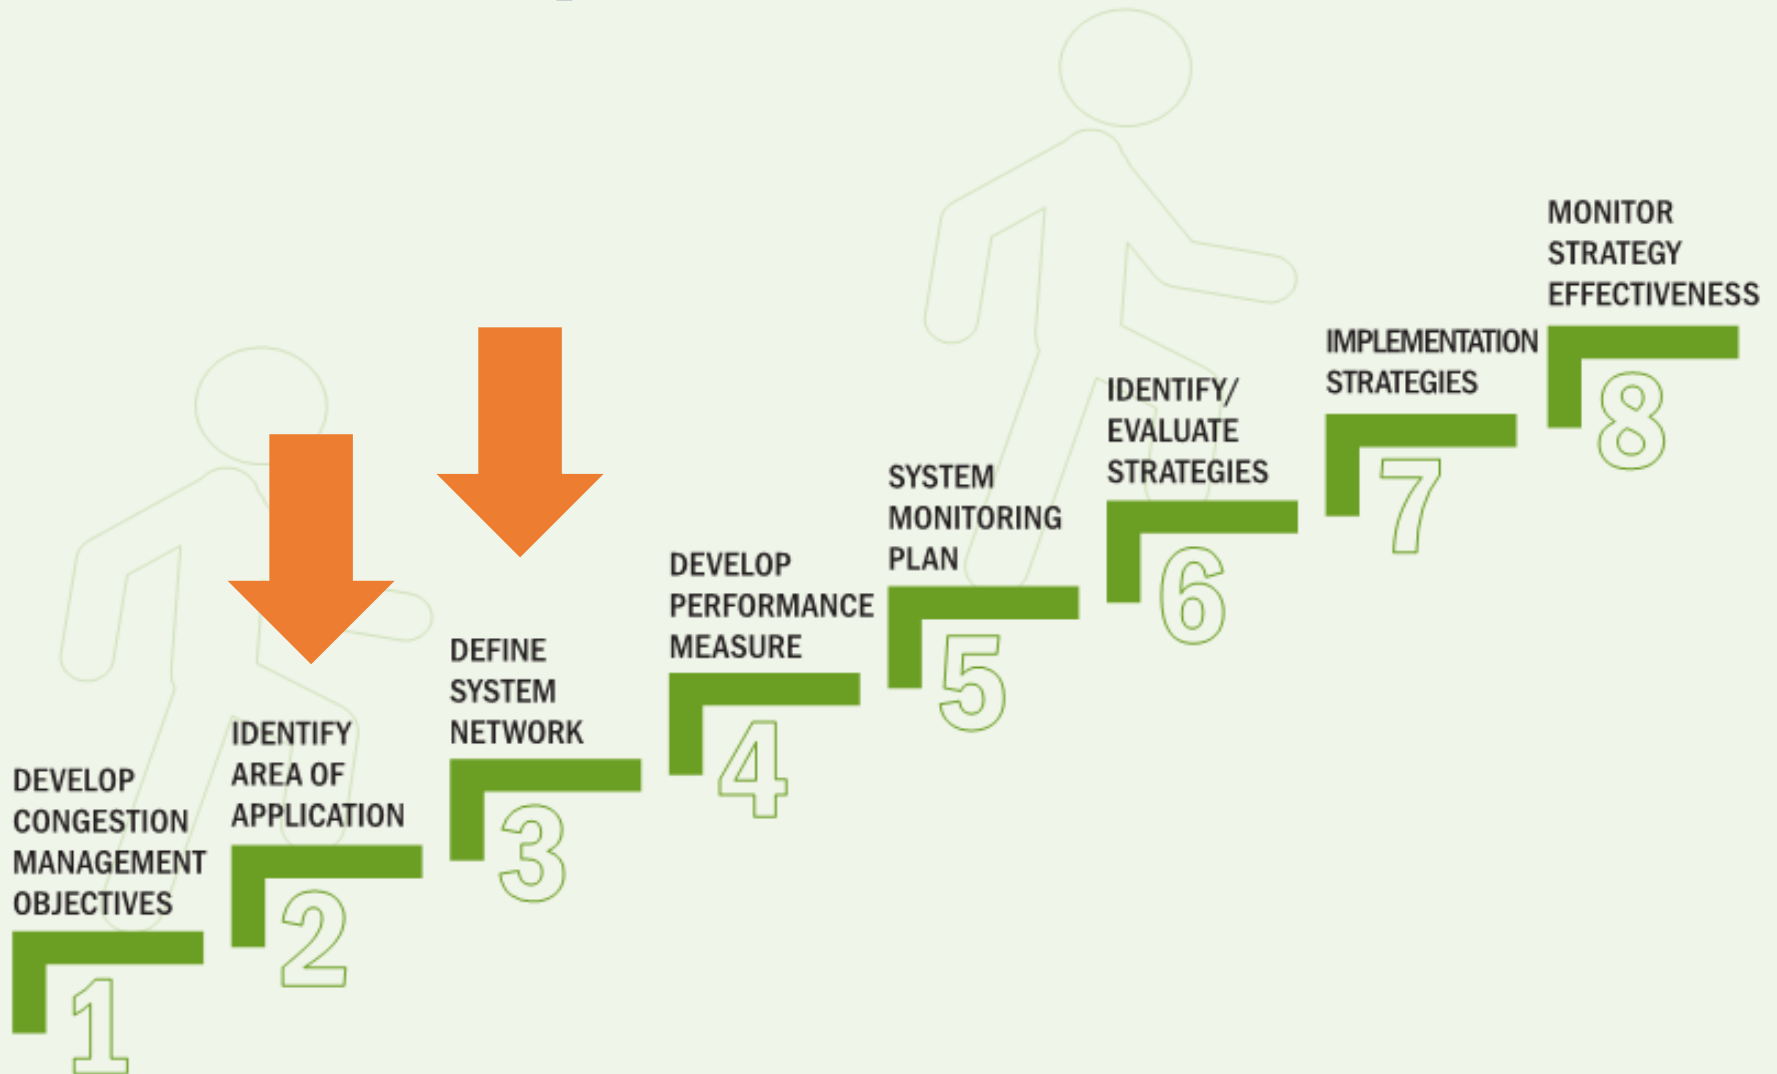 DEVELOP
CONGESTION
MANAGEMENT
OBJECTIVES
1
IDENTIFY
AREA OF
APPLICATION
2
DEFINE
SYSTEM
NETWORK
3
DEVELOP
PERFORMANCE
MEASURE
4
SYSTEM
MONITORING
PLAN
5
IDENTIFY/
EVALUATE
STRATEGIES
6
IMPLEMENTATION
STRATEGIES
7
MONITOR
STRATEGY
EFFECTIVENESS
8